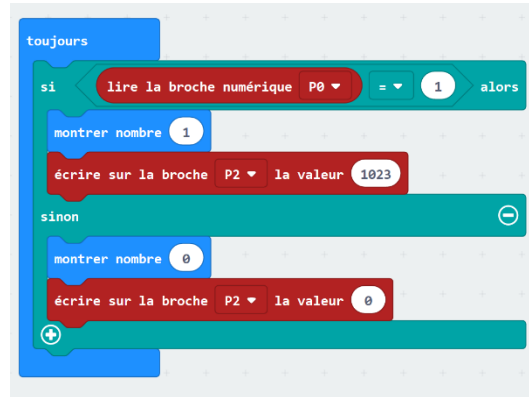 toujours
si lire la broche numérique P0 = 1 alors
montrer nombre 1
écrire sur la broche P2 la valeur 1023
sinon
montrer nombre 0
écrire sur la broche P2 la valeur 0